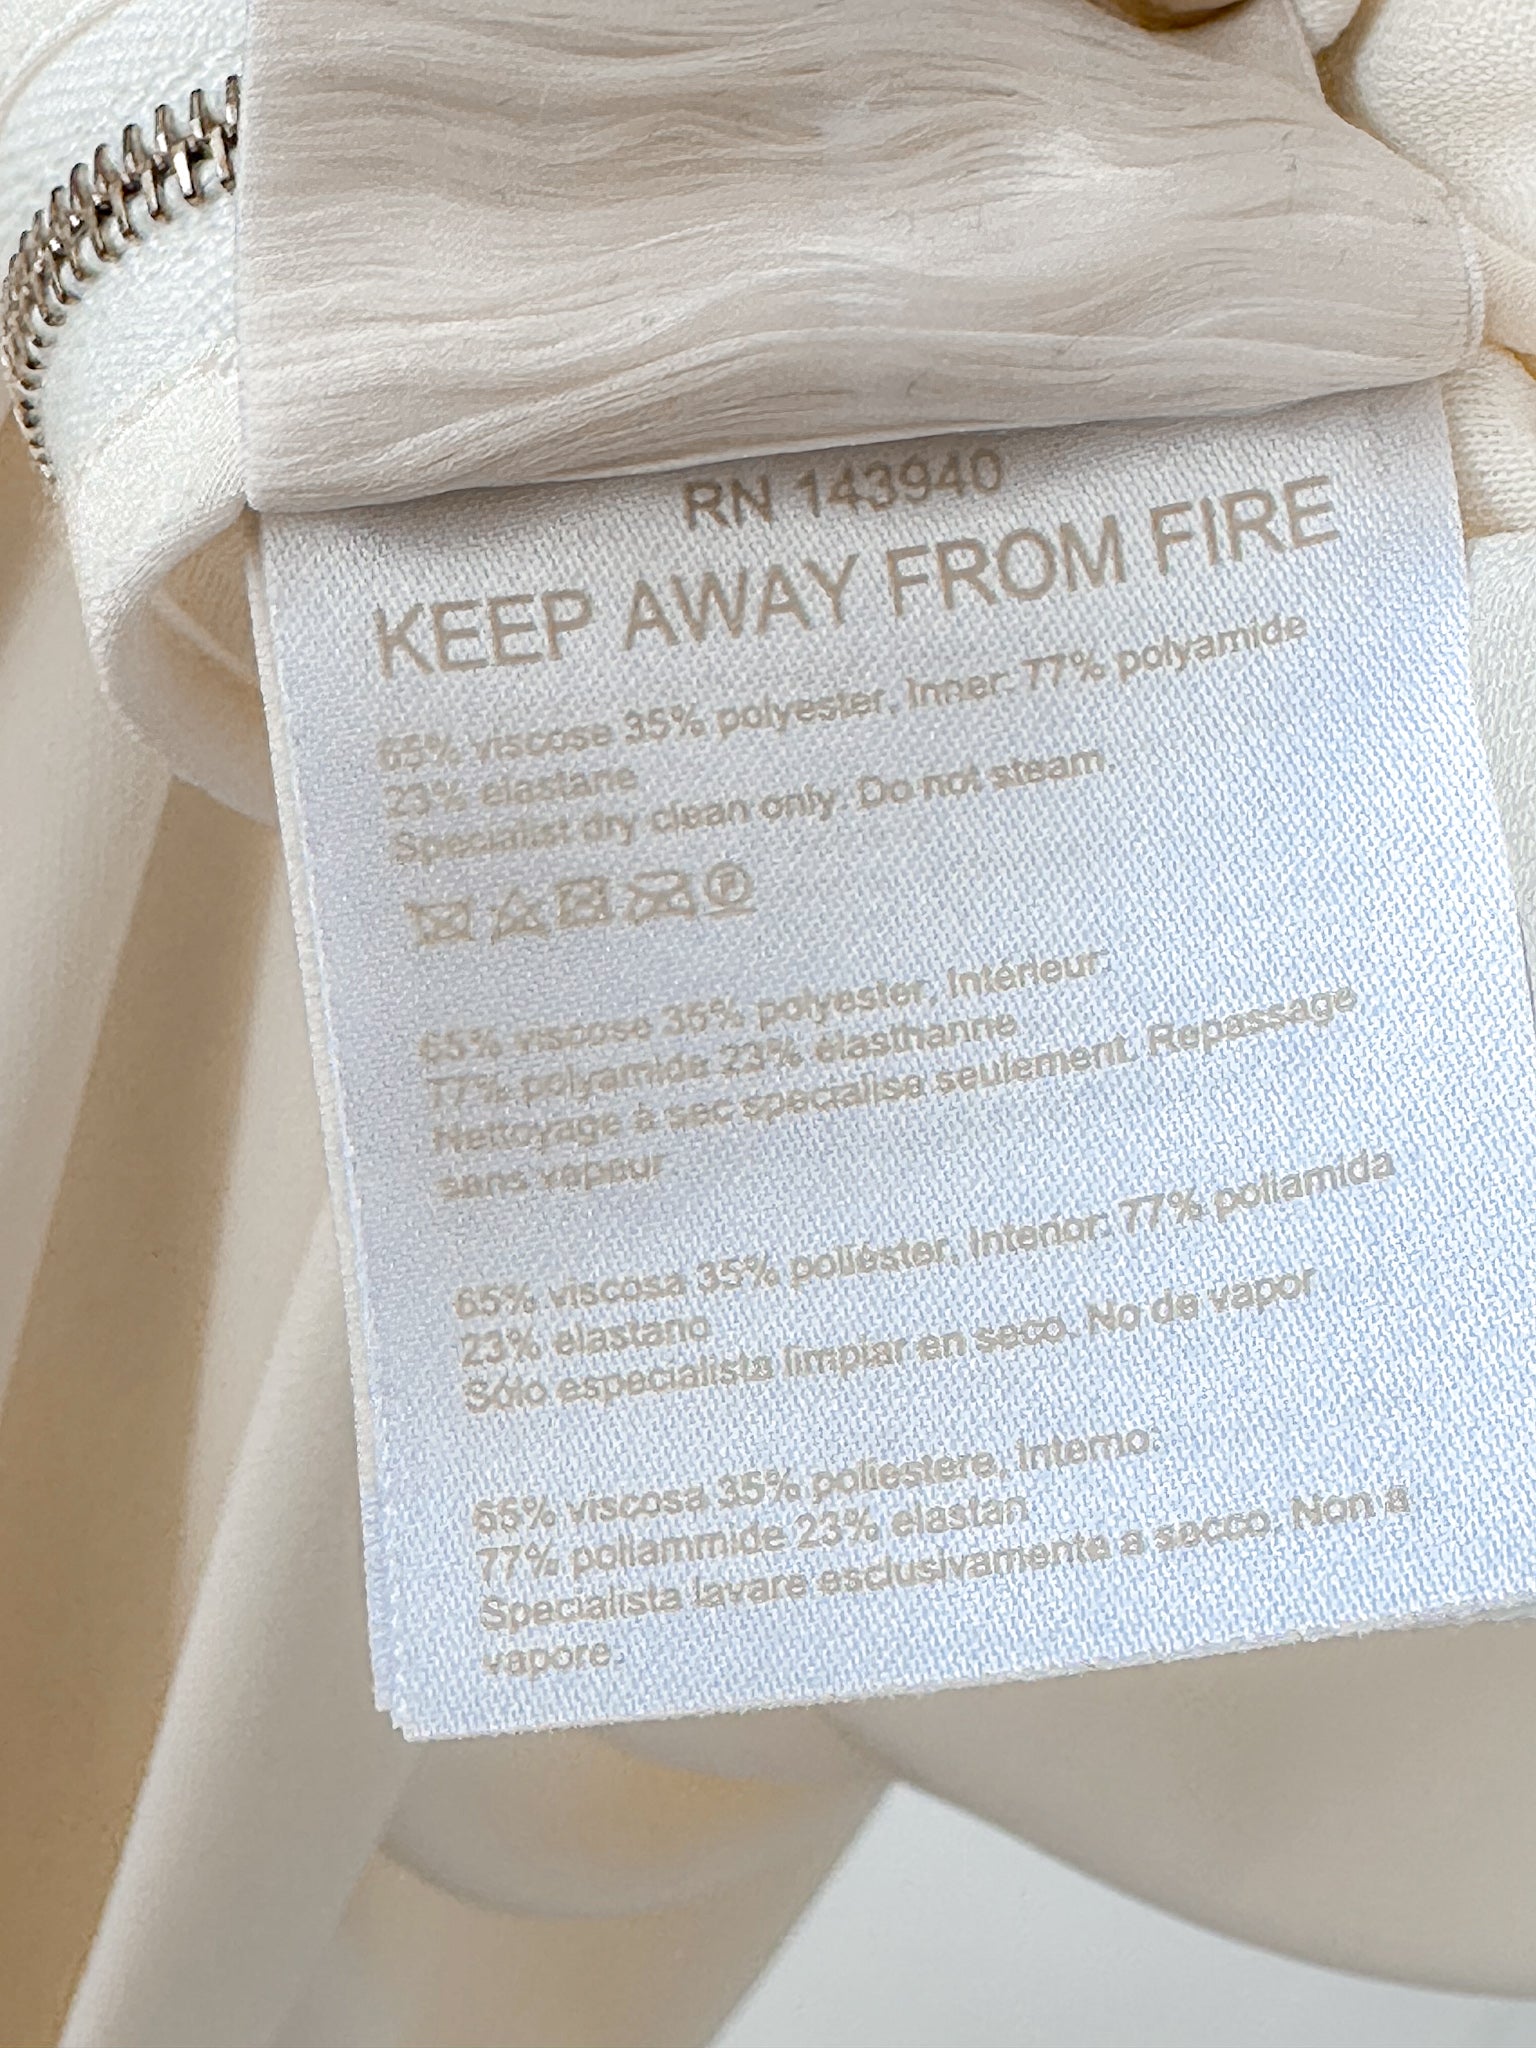 RN 143940
KEEP AWAY FROM FIRE
65% viscose 35% polyester, Inner: 77% polyamide
23% elastane
Specialist dry clean only. Do not steam.
P
65% viscose 35% polyester, Intérieur:
77% polyamide 23% élasthanne
Nettoyage à sec specialise seulement. Repassage
sans vapeur
65% viscosa 35% poliéster, Interior: 77% poliamida
23% elastano
Sólo especialista limpiar en seco. No de vapor.
65% viscosa 35% poliestere, Interno:
77% poliammide 23% elastan
Specialista lavare esclusivamente a secco. Non a
vapore.